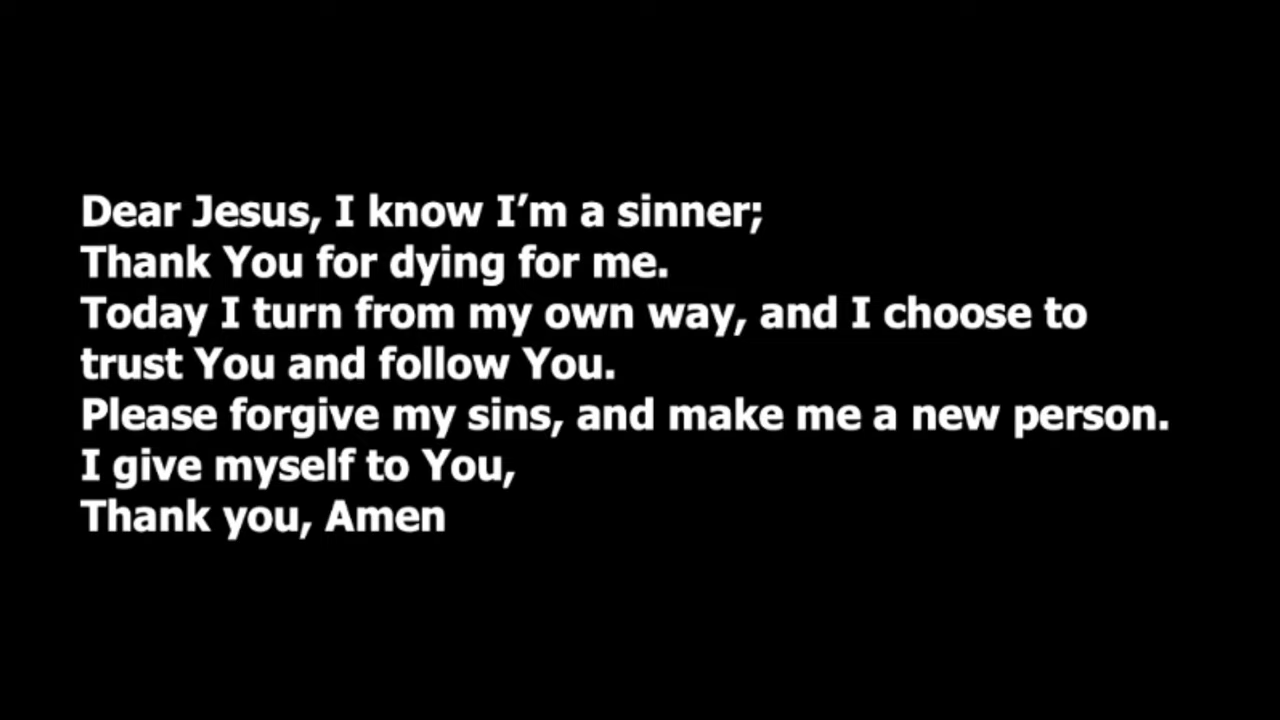 Dear Jesus, I know I’m a sinner;
Thank You for dying for me.
Today I turn from my own way, and I choose to
trust You and follow You.
Please forgive my sins, and make me a new person.
I give myself to You,
Thank you, Amen